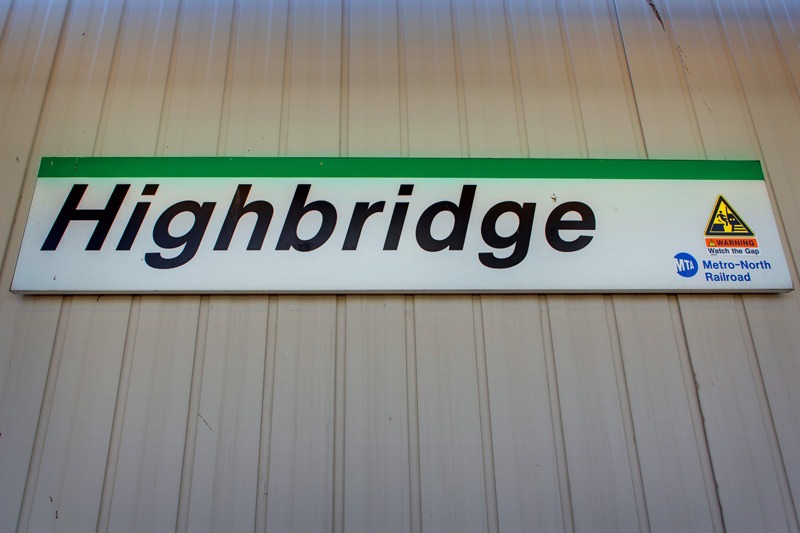 Highbridge
WARNING
Watch the Gap
MTA
Metro-North
Railroad